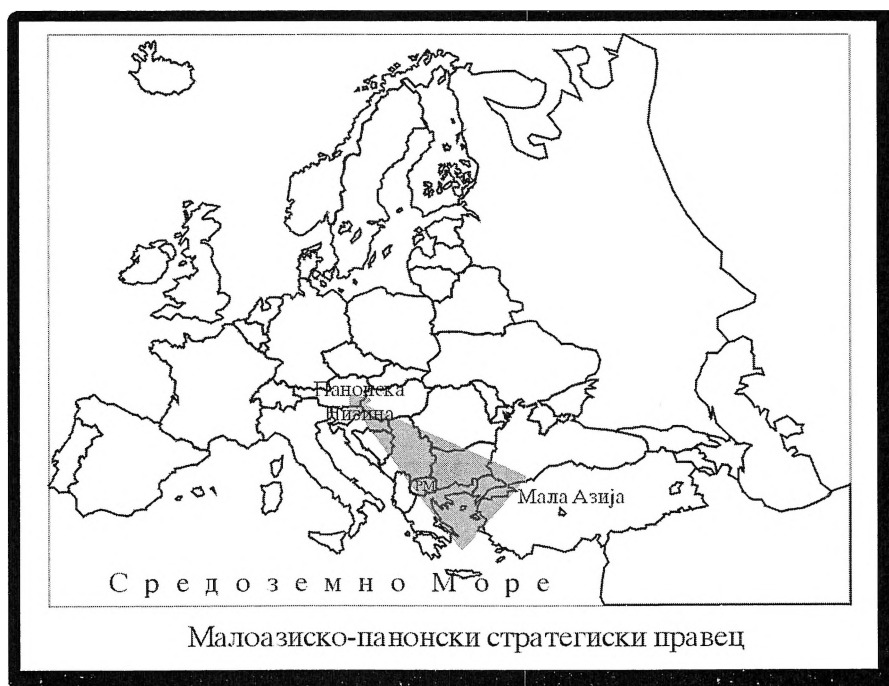 Панонска
Низина
РМ
Мала Азија
Средоземно Море
Малоазиско-панонски стратегиски правец